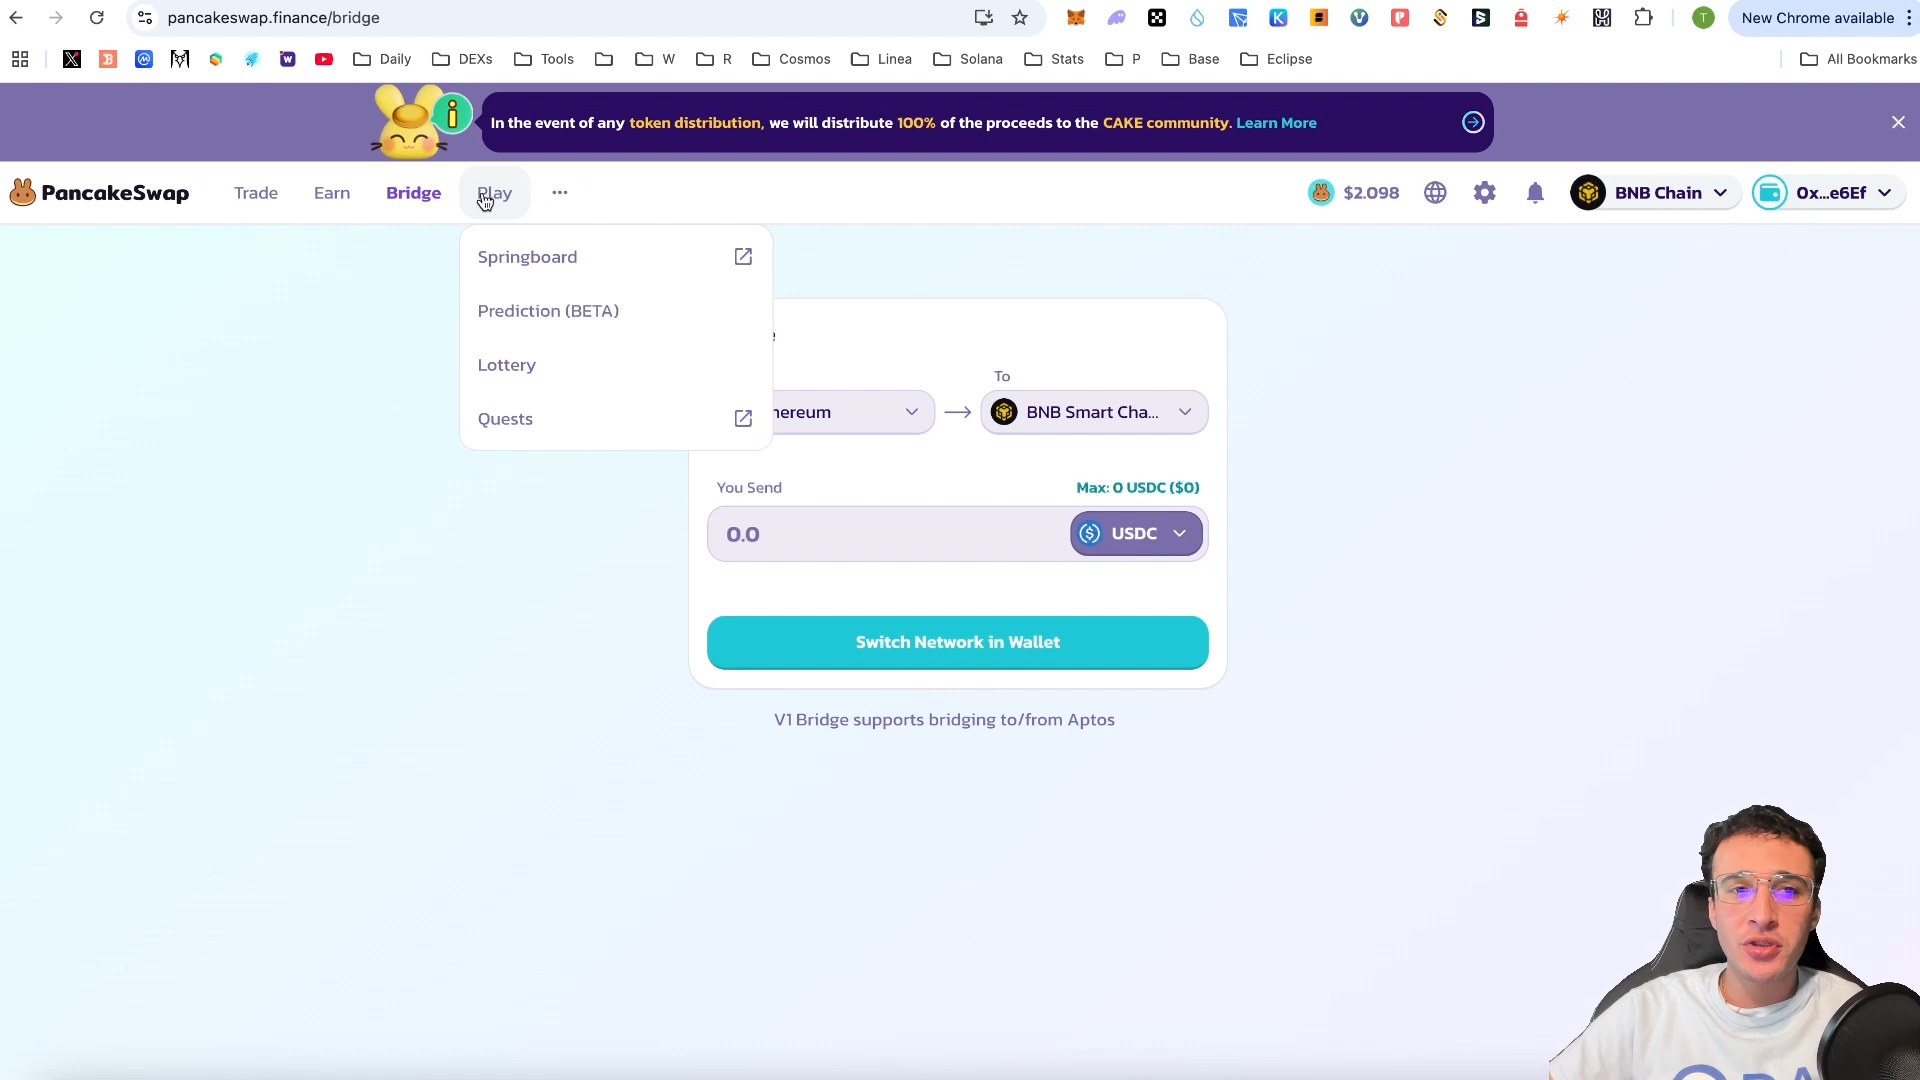 pancakeswap.finance/bridge
T
New Chrome available
Daily
DEXs
Tools
W
R
Cosmos
Linea
Solana
Stats
P
Base
Eclipse
All Bookmarks
In the event of any token distribution, we will distribute 100% of the proceeds to the CAKE community. Learn More
PancakeSwap
Trade
Earn
Bridge
Play
$2.098
BNB Chain
0x...e6Ef
Springboard
Prediction (BETA)
Lottery
Quests
To
hereum
BNB Smart Cha...
You Send
Max: 0 USDC ($0)
0.0
USDC
Switch Network in Wallet
V1 Bridge supports bridging to/from Aptos